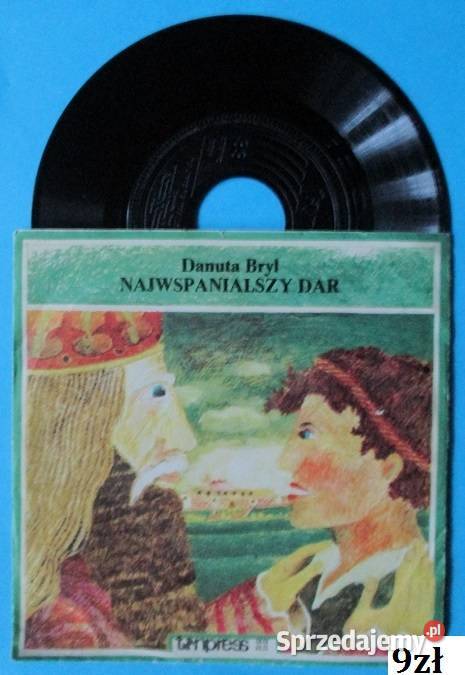 Danuta Bryl
NAJWSPANIALSZY DAR
tonpress
Sprzedajemy.pl
9zł